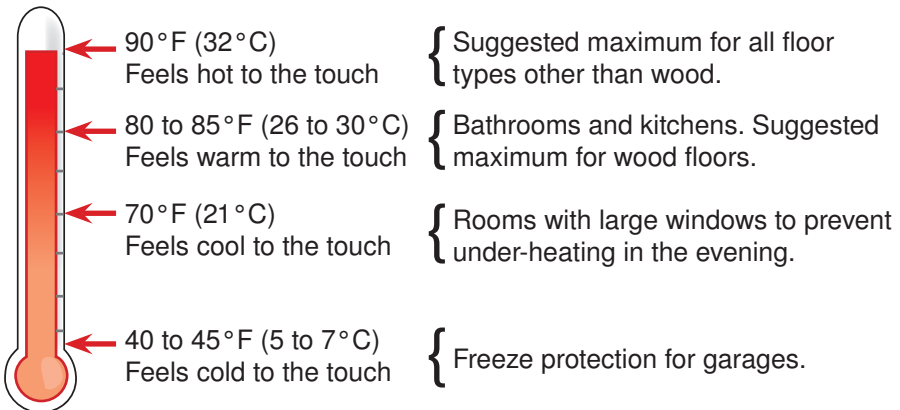 90°F (32°C)
Feels hot to the touch
Suggested maximum for all floor
types other than wood.
80 to 85°F (26 to 30°C)
Feels warm to the touch
Bathrooms and kitchens. Suggested
maximum for wood floors.
70°F (21°C)
Feels cool to the touch
Rooms with large windows to prevent
under-heating in the evening.
40 to 45°F (5 to 7°C)
Feels cold to the touch
Freeze protection for garages.